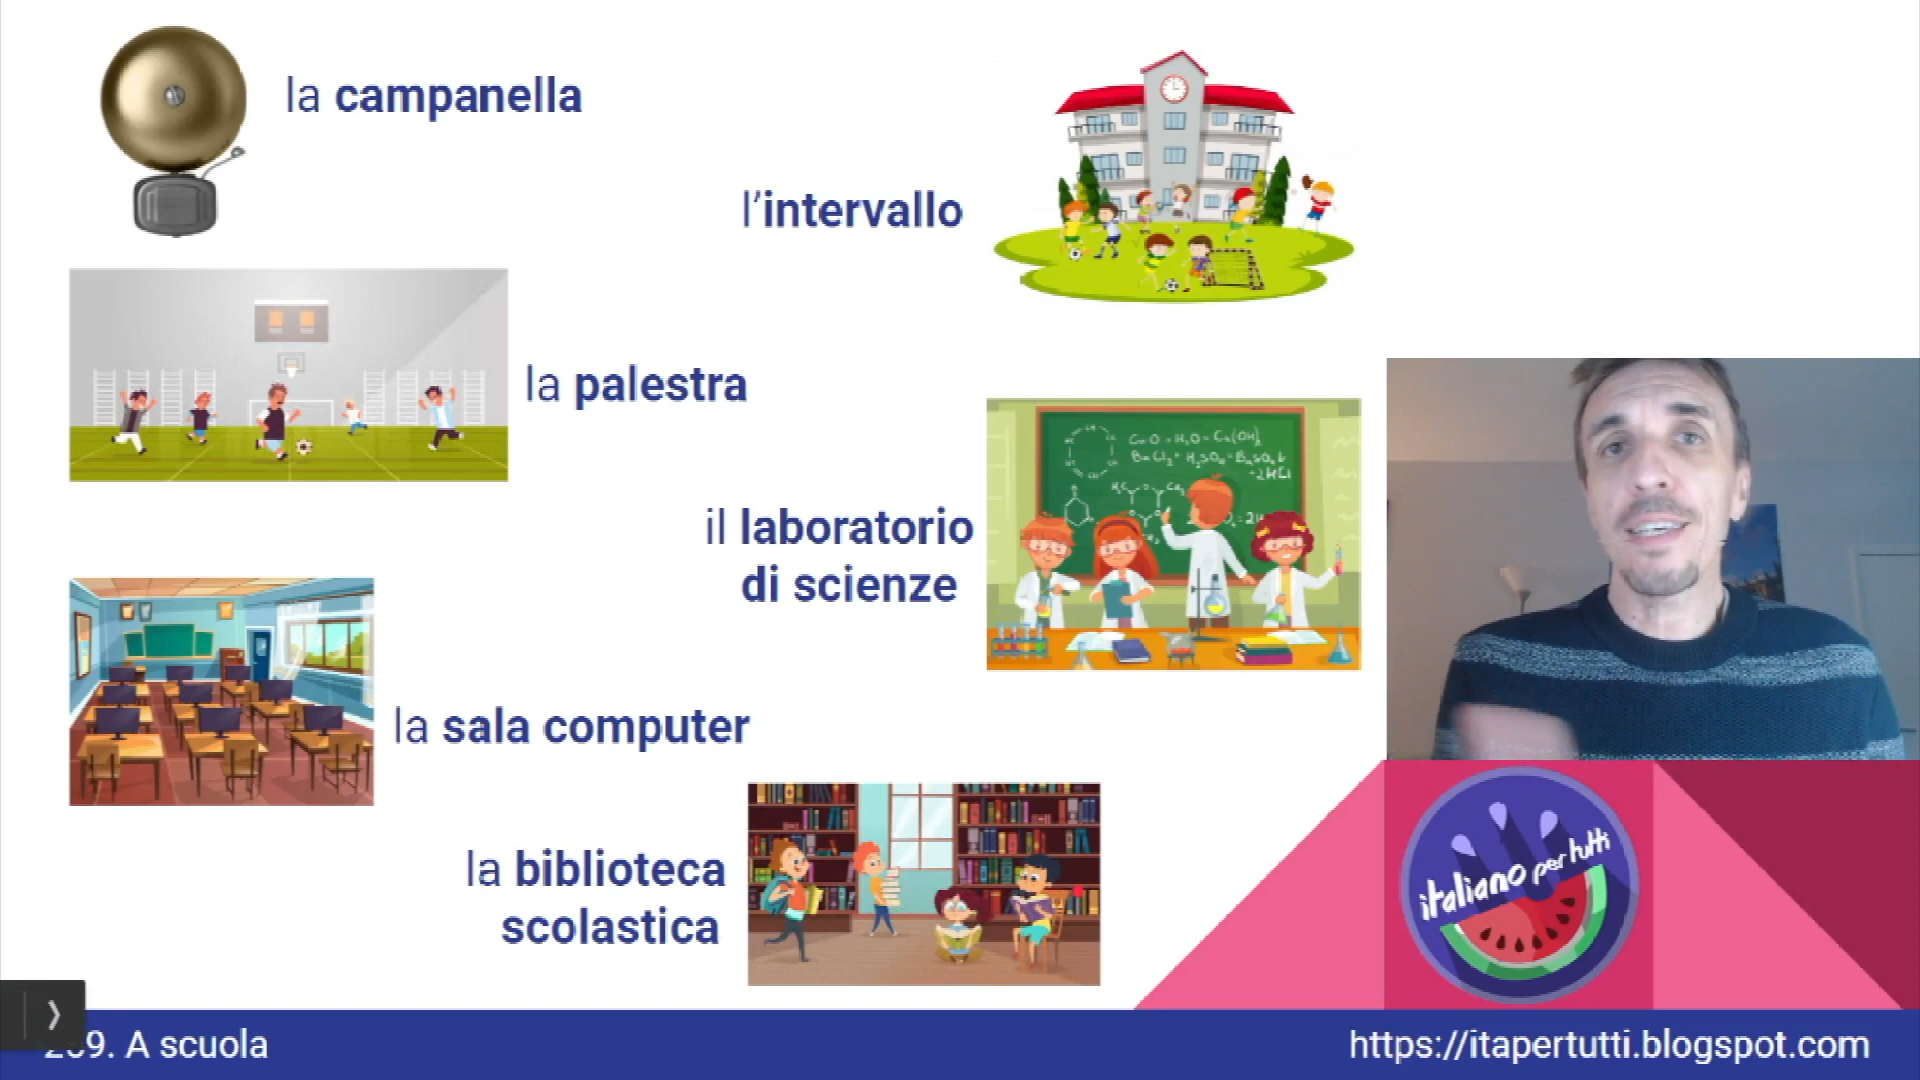 la campanella
l'intervallo
la palestra
il laboratorio
di scienze
la sala computer
la biblioteca
scolastica
italiano per tutti
9. A scuola
https://itapertutti.blogspot.com